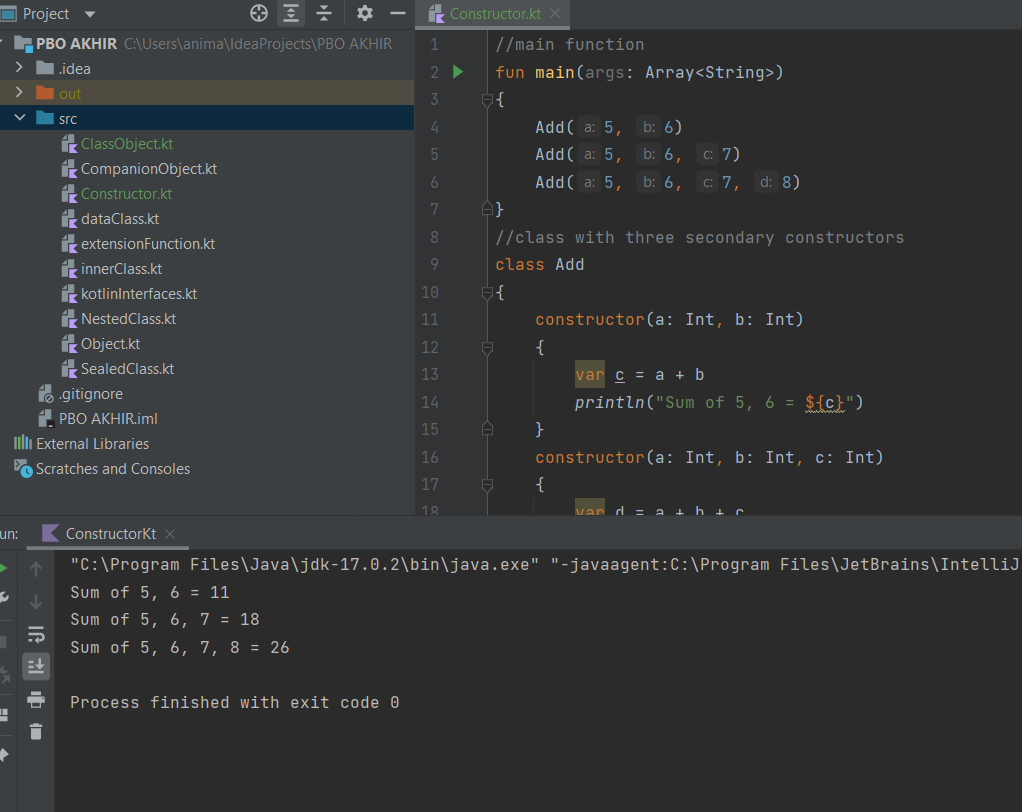 Project
PBO AKHIR C:\Users\anima\IdeaProjects\PBO AKHIR
.idea
out
src
ClassObject.kt
CompanionObject.kt
Constructor.kt
dataClass.kt
extensionFunction.kt
innerClass.kt
kotlinInterfaces.kt
NestedClass.kt
Object.kt
SealedClass.kt
.gitignore
PBO AKHIR.iml
External Libraries
Scratches and Consoles
Constructor.kt
1 //main function
2 fun main(args: Array<String>)
3 {
4 Add( a: 5, b: 6)
5 Add( a: 5, b: 6, c: 7)
6 Add( a: 5, b: 6, c: 7, d: 8)
7 }
8 //class with three secondary constructors
9 class Add
10 {
11 constructor(a: Int, b: Int)
12 {
13 var c = a + b
14 println("Sum of 5, 6 = ${c}")
15 }
16 constructor(a: Int, b: Int, c: Int)
17 {
18 var d = a + b + c
un: ConstructorKt
"C:\Program Files\Java\jdk-17.0.2\bin\java.exe" "-javaagent:C:\Program Files\JetBrains\IntelliJ
Sum of 5, 6 = 11
Sum of 5, 6, 7 = 18
Sum of 5, 6, 7, 8 = 26
Process finished with exit code 0